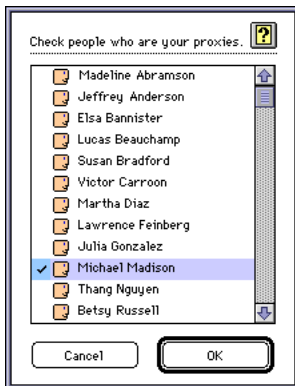 Check people who are your proxies.
?
Madeline Abramson
Jeffrey Anderson
Elsa Bannister
Lucas Beauchamp
Susan Bradford
Victor Carroon
Martha Diaz
Lawrence Feinberg
Julia Gonzalez
✓ Michael Madison
Thang Nguyen
Betsy Russell
Cancel OK